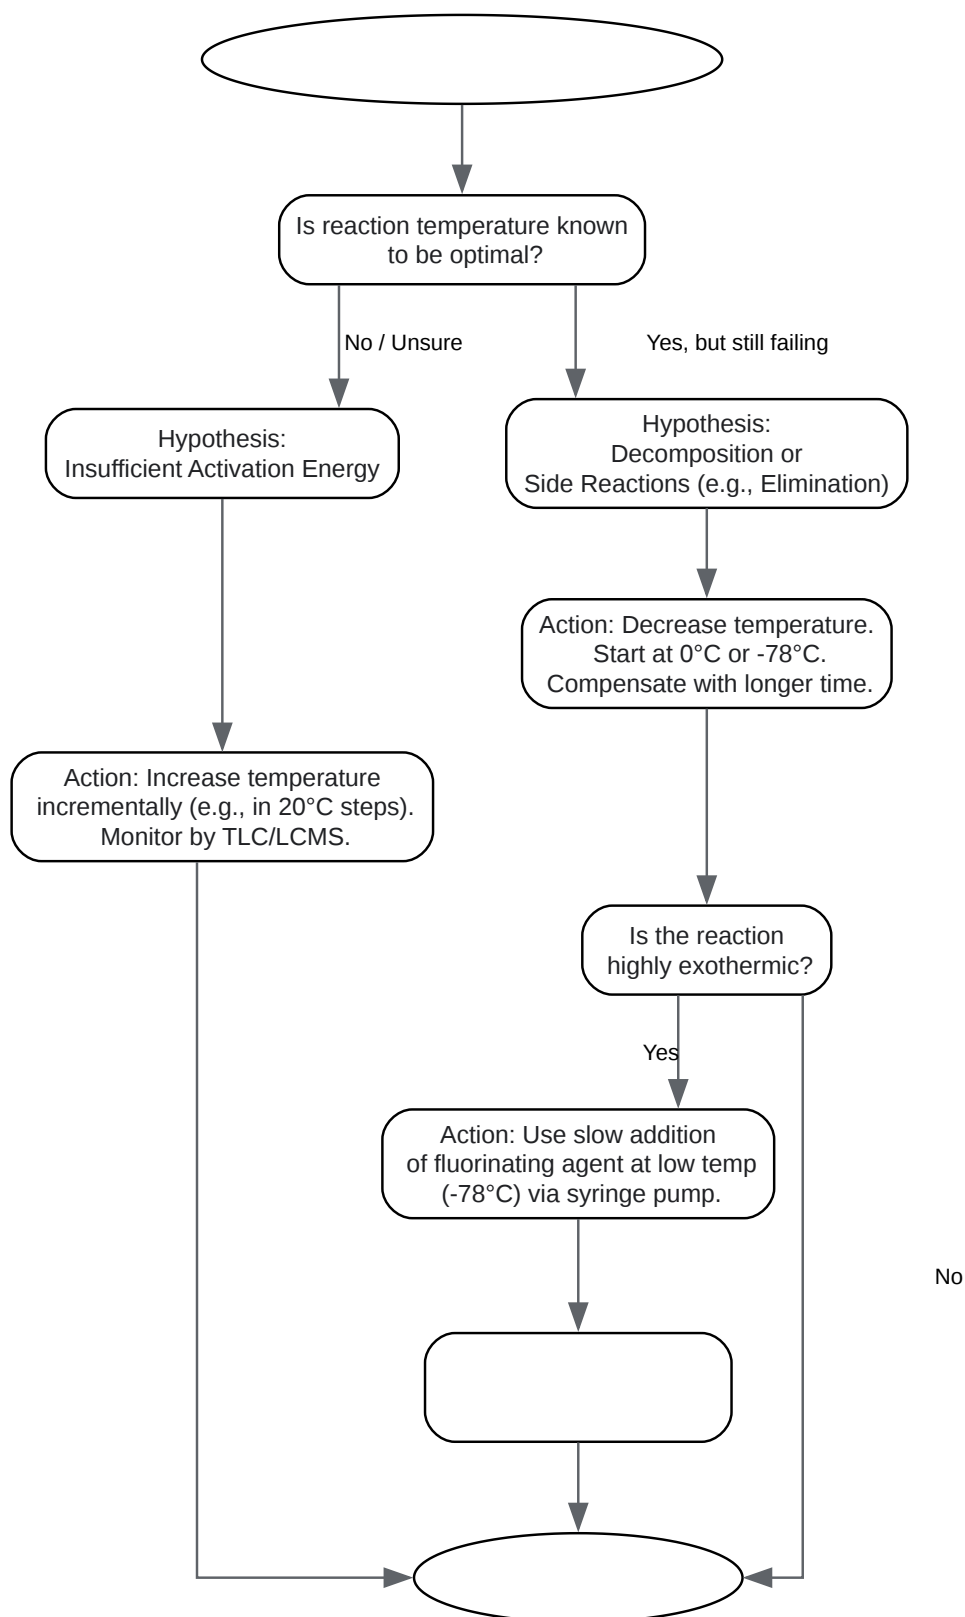 Is reaction temperature known
to be optimal?
No / Unsure
Yes, but still failing
Hypothesis:
Insufficient Activation Energy
Hypothesis:
Decomposition or
Side Reactions (e.g., Elimination)
Action: Decrease temperature.
Start at 0°C or -78°C.
Compensate with longer time.
Action: Increase temperature
incrementally (e.g., in 20°C steps).
Monitor by TLC/LCMS.
Is the reaction
highly exothermic?
Yes
Action: Use slow addition
of fluorinating agent at low temp
(-78°C) via syringe pump.
No